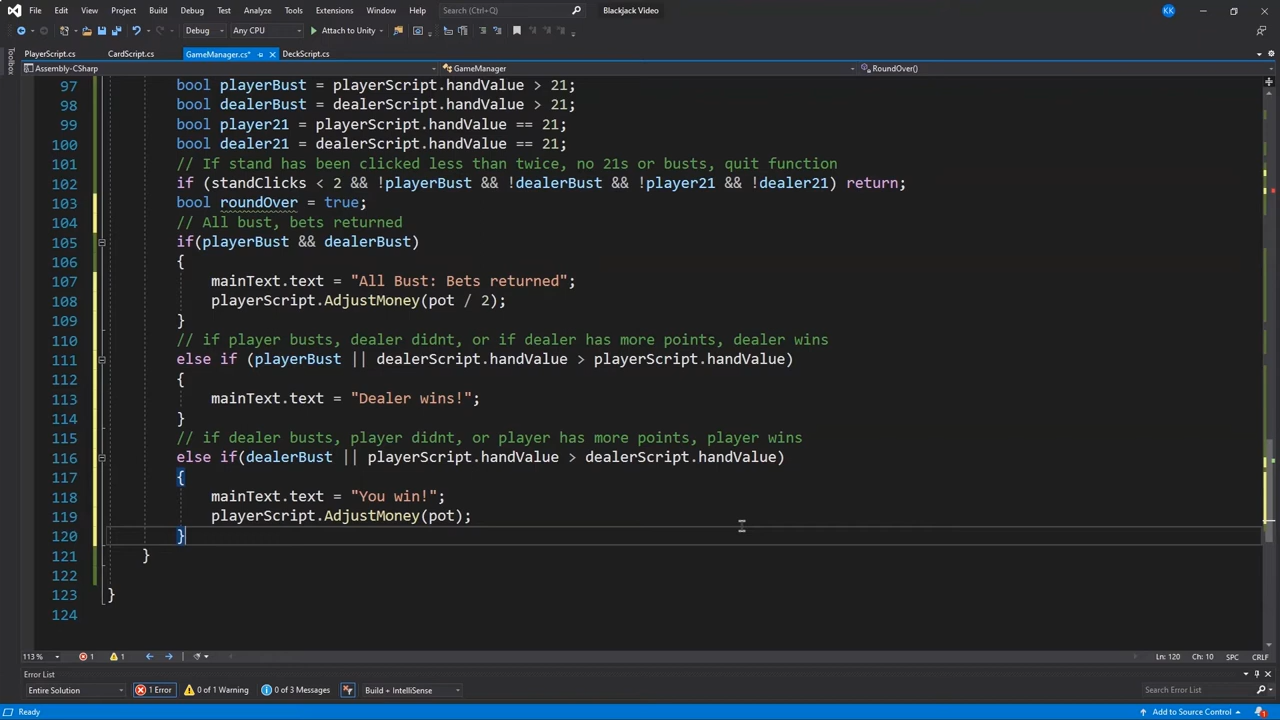 File Edit View Git Project Build Debug Test Analyze Tools Extensions Window Help Search (Ctrl+Q) Blackjack Video KK
Debug Any CPU Attach to Unity
PlayerScript.cs CardScript.cs GameManager.cs* DeckScript.cs
Toolbox
Assembly-CSharp GameManager RoundOver()
97 bool playerBust = playerScript.handValue > 21;
98 bool dealerBust = dealerScript.handValue > 21;
99 bool player21 = playerScript.handValue == 21;
100 bool dealer21 = dealerScript.handValue == 21;
101 // If stand has been clicked less than twice, no 21s or busts, quit function
102 if (standClicks < 2 && !playerBust && !dealerBust && !player21 && !dealer21) return;
103 bool roundOver = true;
104 // All bust, bets returned
105 if(playerBust && dealerBust)
106 {
107 mainText.text = "All Bust: Bets returned";
108 playerScript.AdjustMoney(pot / 2);
109 }
110 // if player busts, dealer didnt, or if dealer has more points, dealer wins
111 else if (playerBust || dealerScript.handValue > playerScript.handValue)
112 {
113 mainText.text = "Dealer wins!";
114 }
115 // if dealer busts, player didnt, or player has more points, player wins
116 else if(dealerBust || playerScript.handValue > dealerScript.handValue)
117 {
118 mainText.text = "You win!";
119 playerScript.AdjustMoney(pot);
120 }
121 }
122
123 }
124
113 % 1 1 Ln: 120 Ch: 10 SPC CRLF
Error List
Entire Solution 1 Error 0 of 1 Warning 0 of 3 Messages Build + IntelliSense Search Error List
Ready Add to Source Control 1